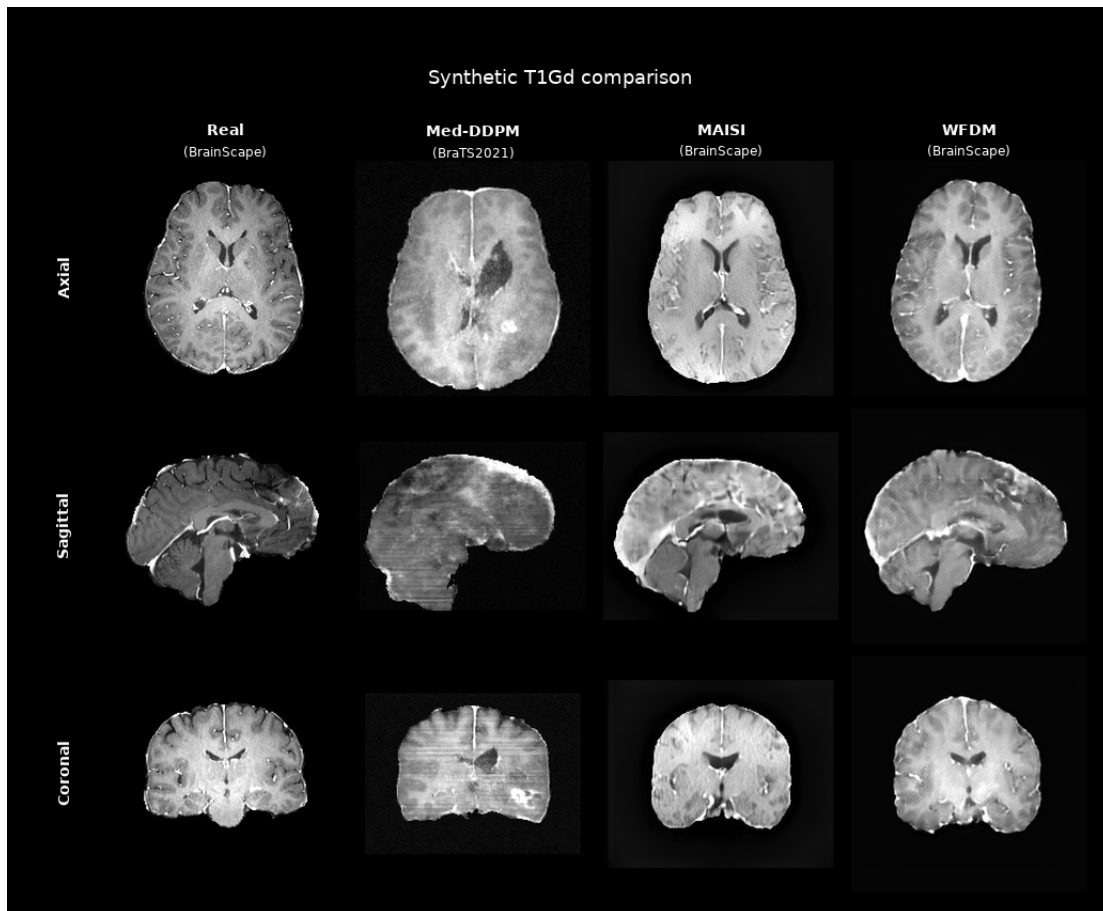 Synthetic T1Gd comparison
Real
(BrainScape)
Med-DDPM
(BraTS2021)
MAISI
(BrainScape)
WFDM
(BrainScape)
Axial
Sagittal
Coronal